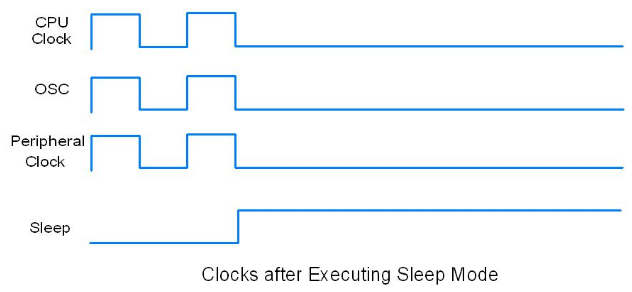 CPU
Clock
OSC
Peripheral
Clock
Sleep
Clocks after Executing Sleep Mode